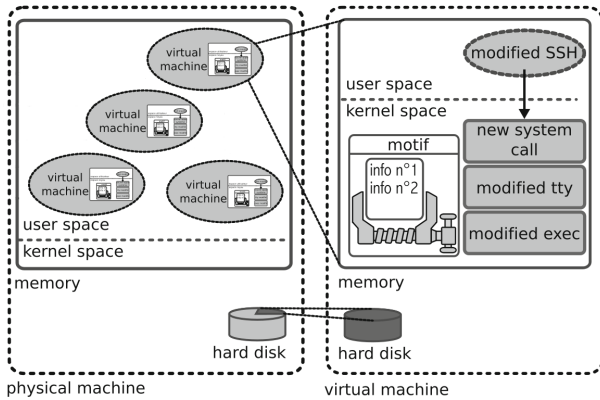 virtual
machine
virtual
machine
virtual
machine
virtual
machine
user space
kernel space
memory
hard disk
physical machine
modified SSH
user space
kernel space
new system
call
motif
info n°1
info n°2
modified tty
modified exec
memory
hard disk
virtual machine